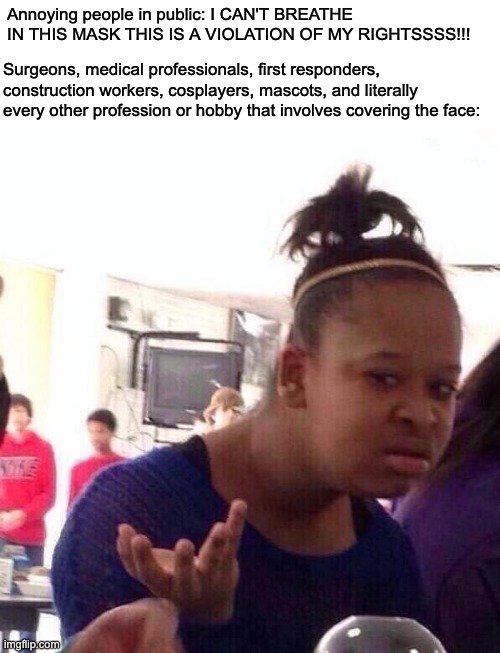 Annoying people in public: I CAN'T BREATHE
IN THIS MASK THIS IS A VIOLATION OF MY RIGHTSSSS!!!
Surgeons, medical professionals, first responders,
construction workers, cosplayers, mascots, and literally
every other profession or hobby that involves covering the face:
NIKE
imgflip.com